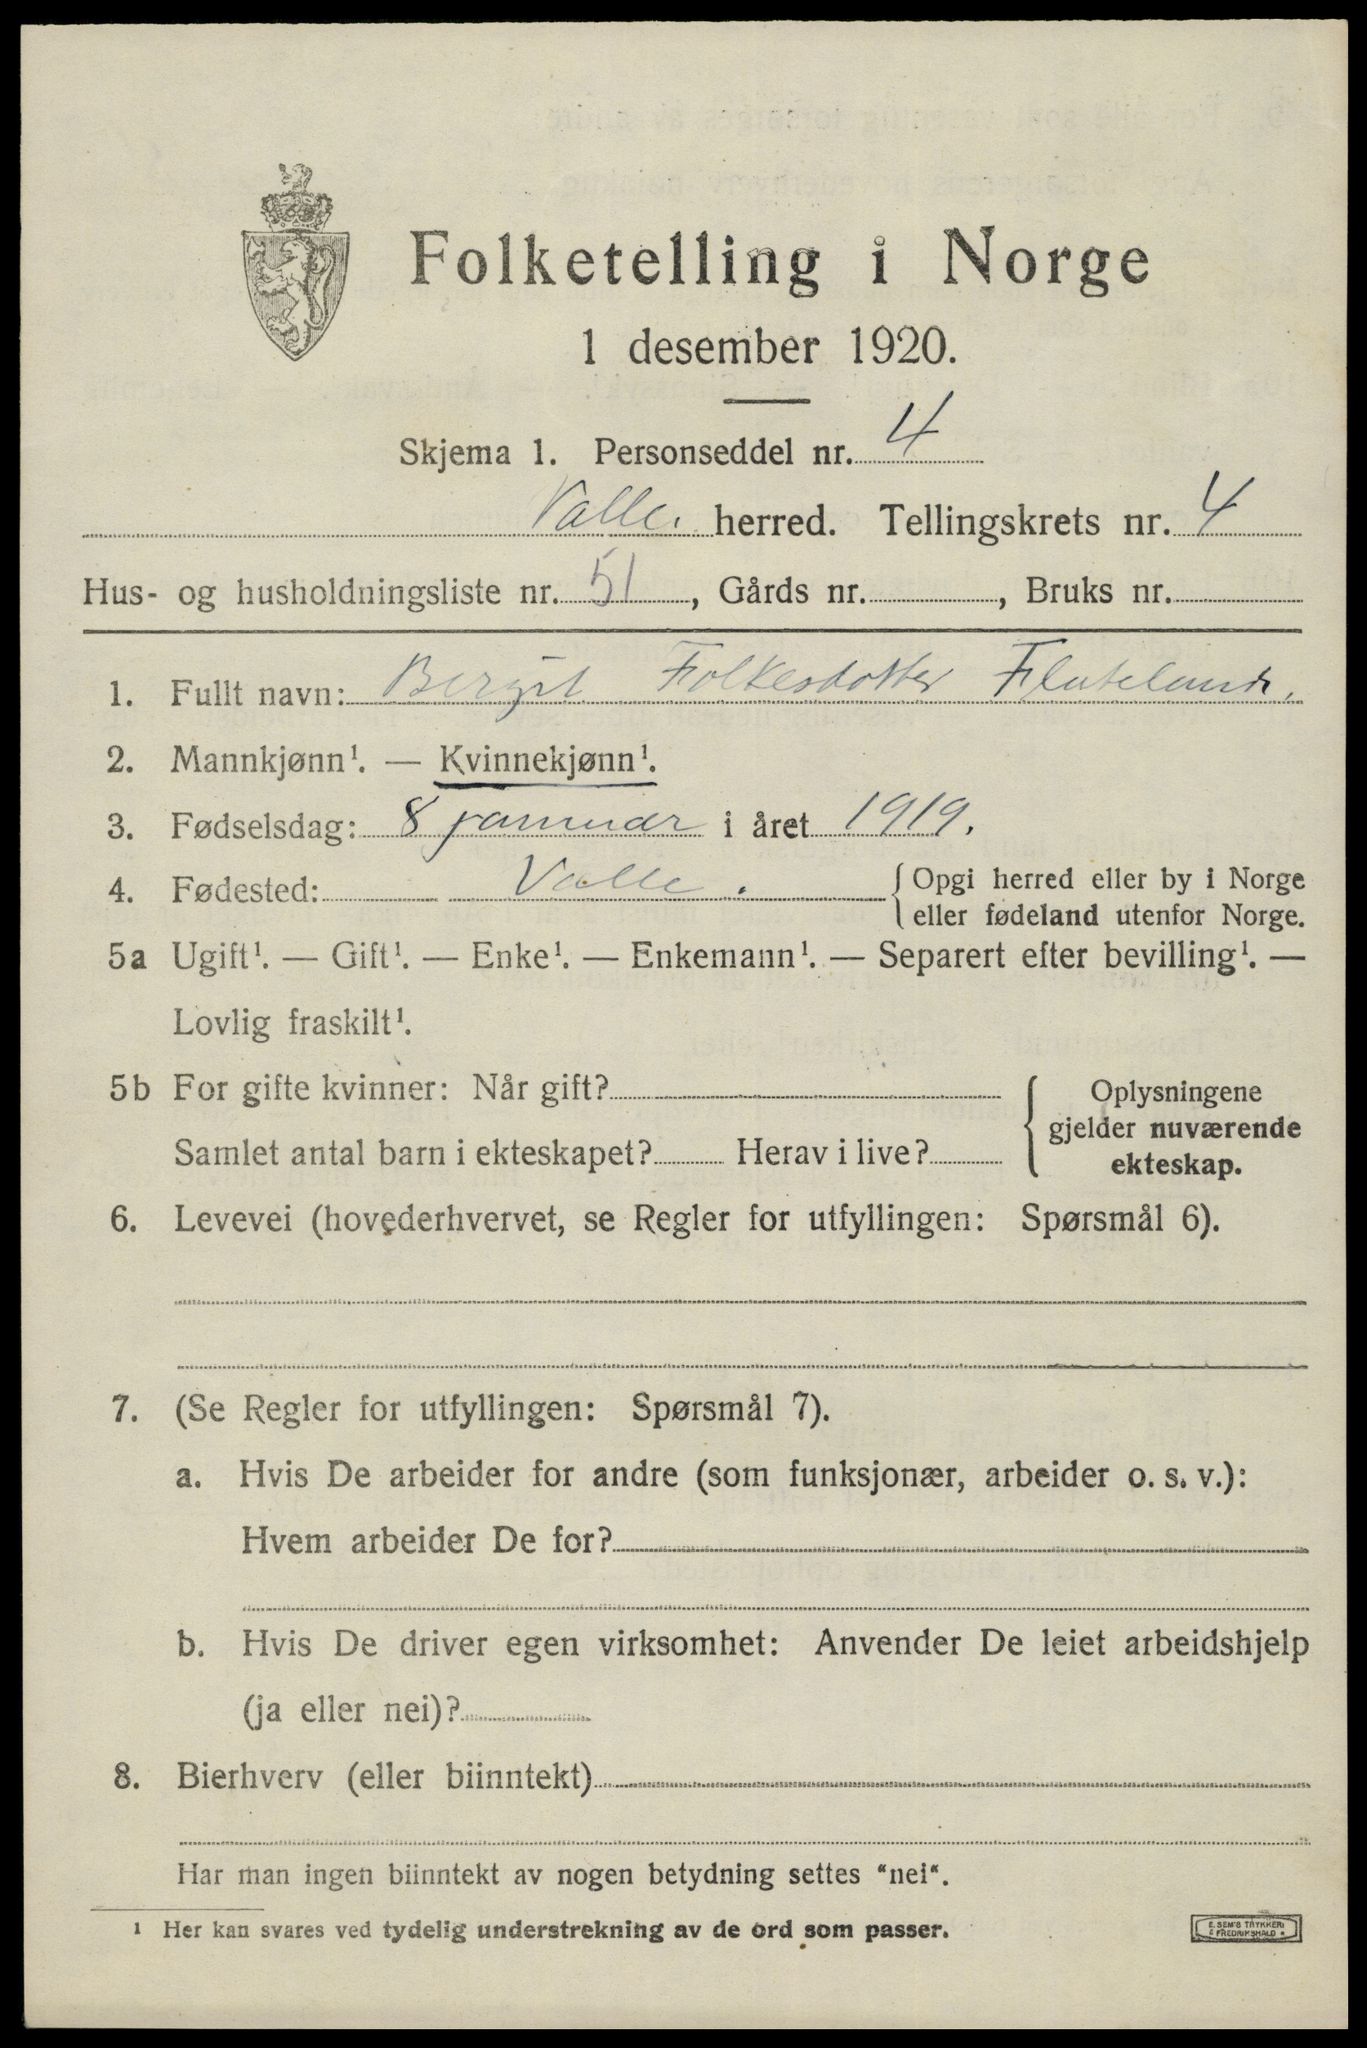 Folketelling i Norge
1 desember 1920.
Skjema 1. Personseddel nr. 4
Valle. herred. Tellingskrets nr. 4
Hus- og husholdningsliste nr. 51, Gårds nr. , Bruks nr.
1. Fullt navn: Bergit Folkesdotter Flateland.
2. Mannkjønn¹. — Kvinnekjønn¹.
3. Fødselsdag: 8 januar i året 1919.
4. Fødested: Valle. { Opgi herred eller by i Norge
eller fødeland utenfor Norge.
5a Ugift¹. — Gift¹. — Enke¹. — Enkemann¹. — Separert efter bevilling¹. —
Lovlig fraskilt¹.
5b For gifte kvinner: Når gift?
Samlet antal barn i ekteskapet? Herav i live?
{ Oplysningene
gjelder nuværende
ekteskap.
6. Levevei (hovederhvervet, se Regler for utfyllingen: Spørsmål 6).
7. (Se Regler for utfyllingen: Spørsmål 7).
a. Hvis De arbeider for andre (som funksjonær, arbeider o. s. v.):
Hvem arbeider De for?
b. Hvis De driver egen virksomhet: Anvender De leiet arbeidshjelp
(ja eller nei)?
8. Bierhverv (eller biinntekt)
Har man ingen biinntekt av nogen betydning settes “nei“.
¹ Her kan svares ved tydelig understrekning av de ord som passer.
E. SEM'S TRYKKERI
FREDRIKSHALD